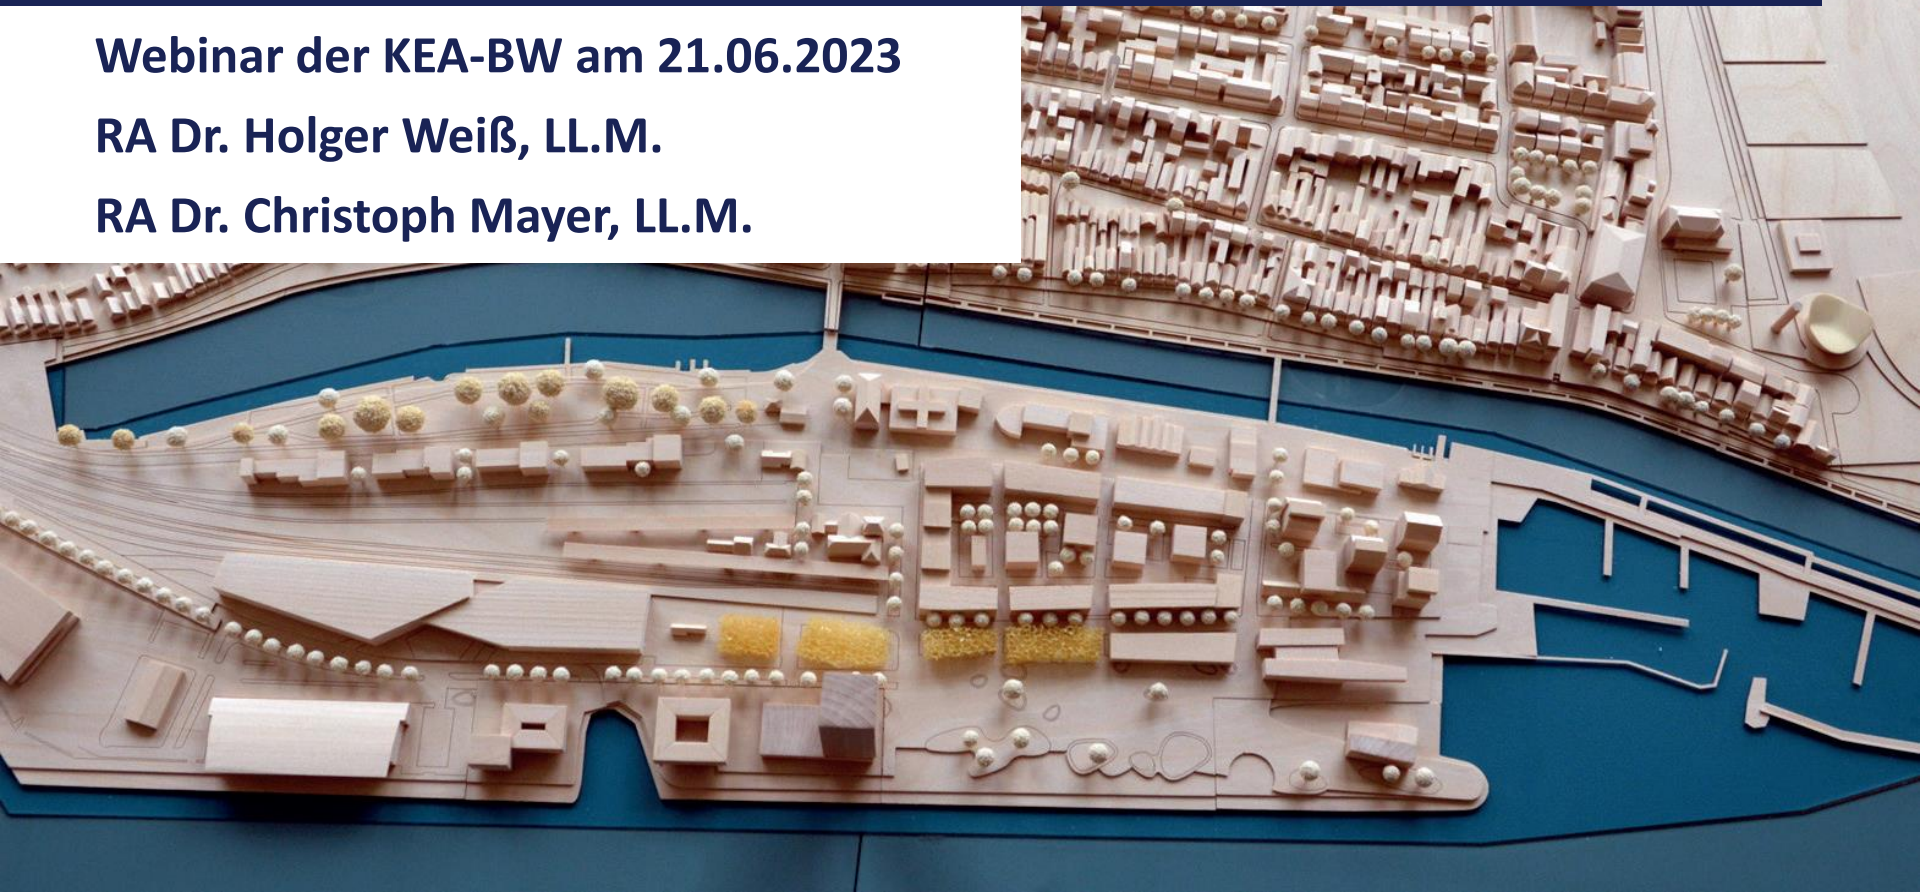 Webinar der KEA-BW am 21.06.2023
RA Dr. Holger Weiß, LL.M.
RA Dr. Christoph Mayer, LL.M.